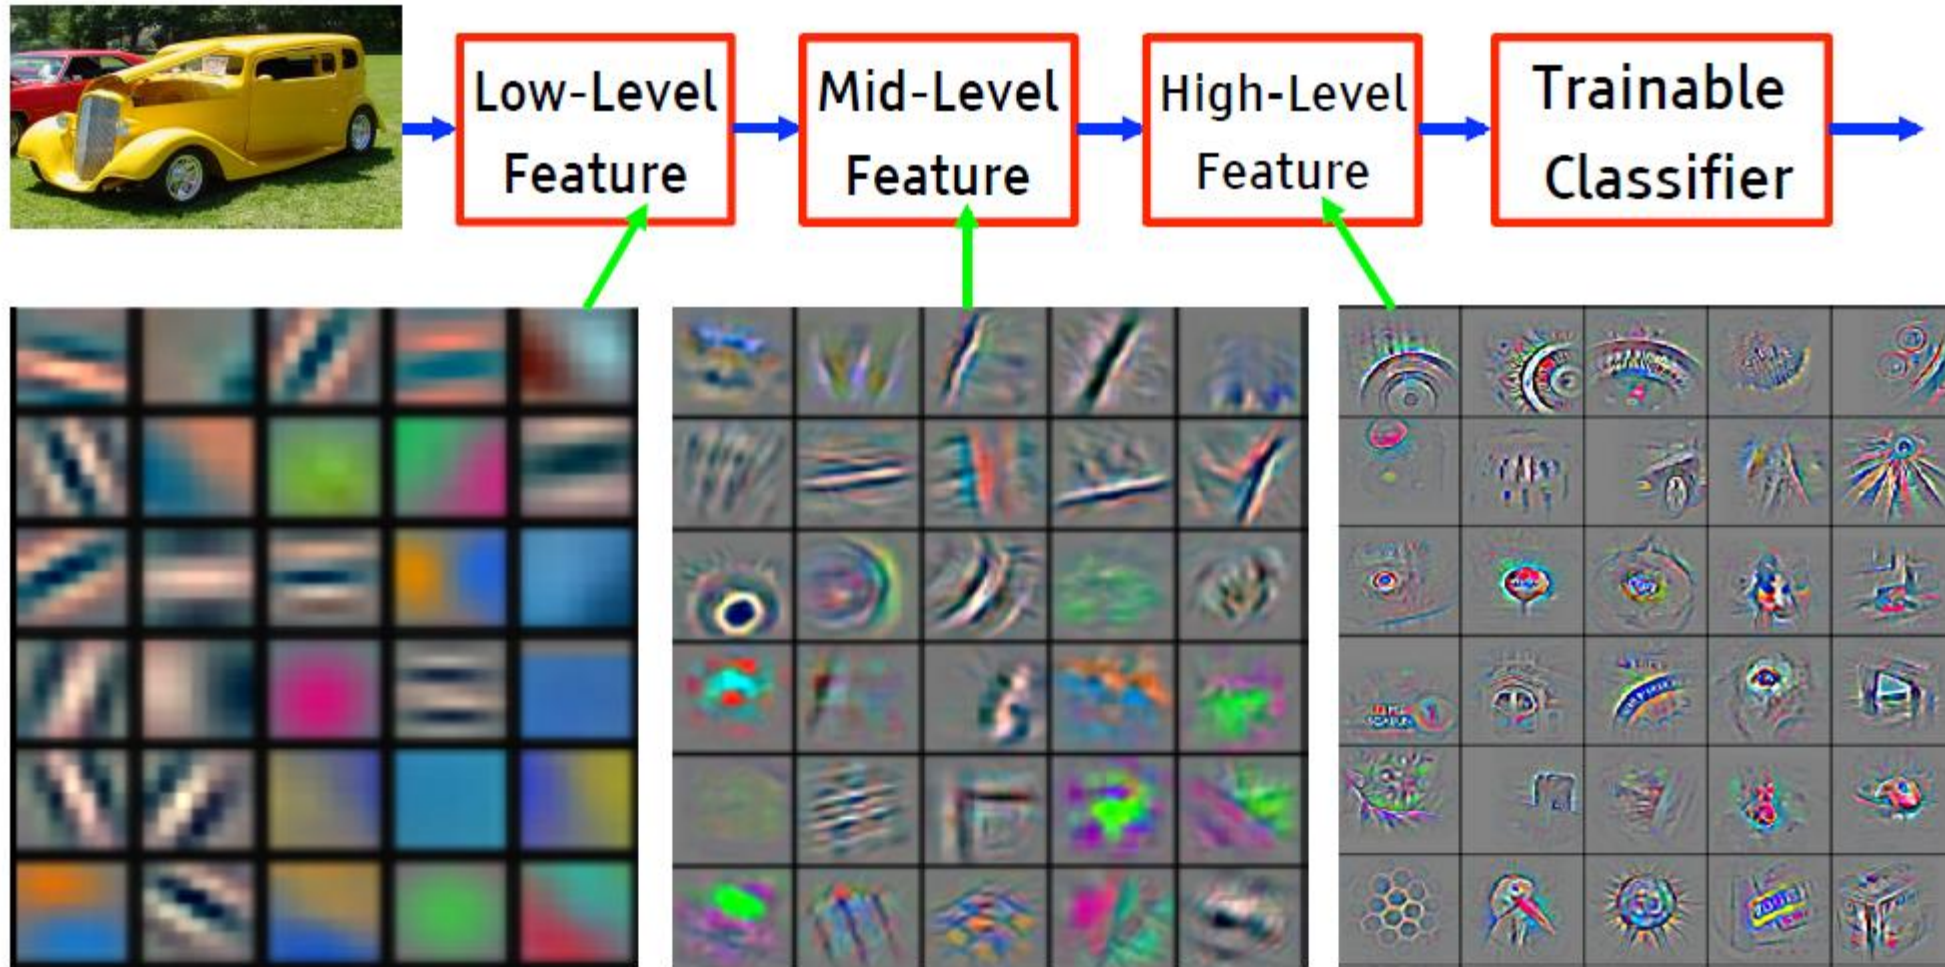 Low-Level
Feature
Mid-Level
Feature
High-Level
Feature
Trainable
Classifier